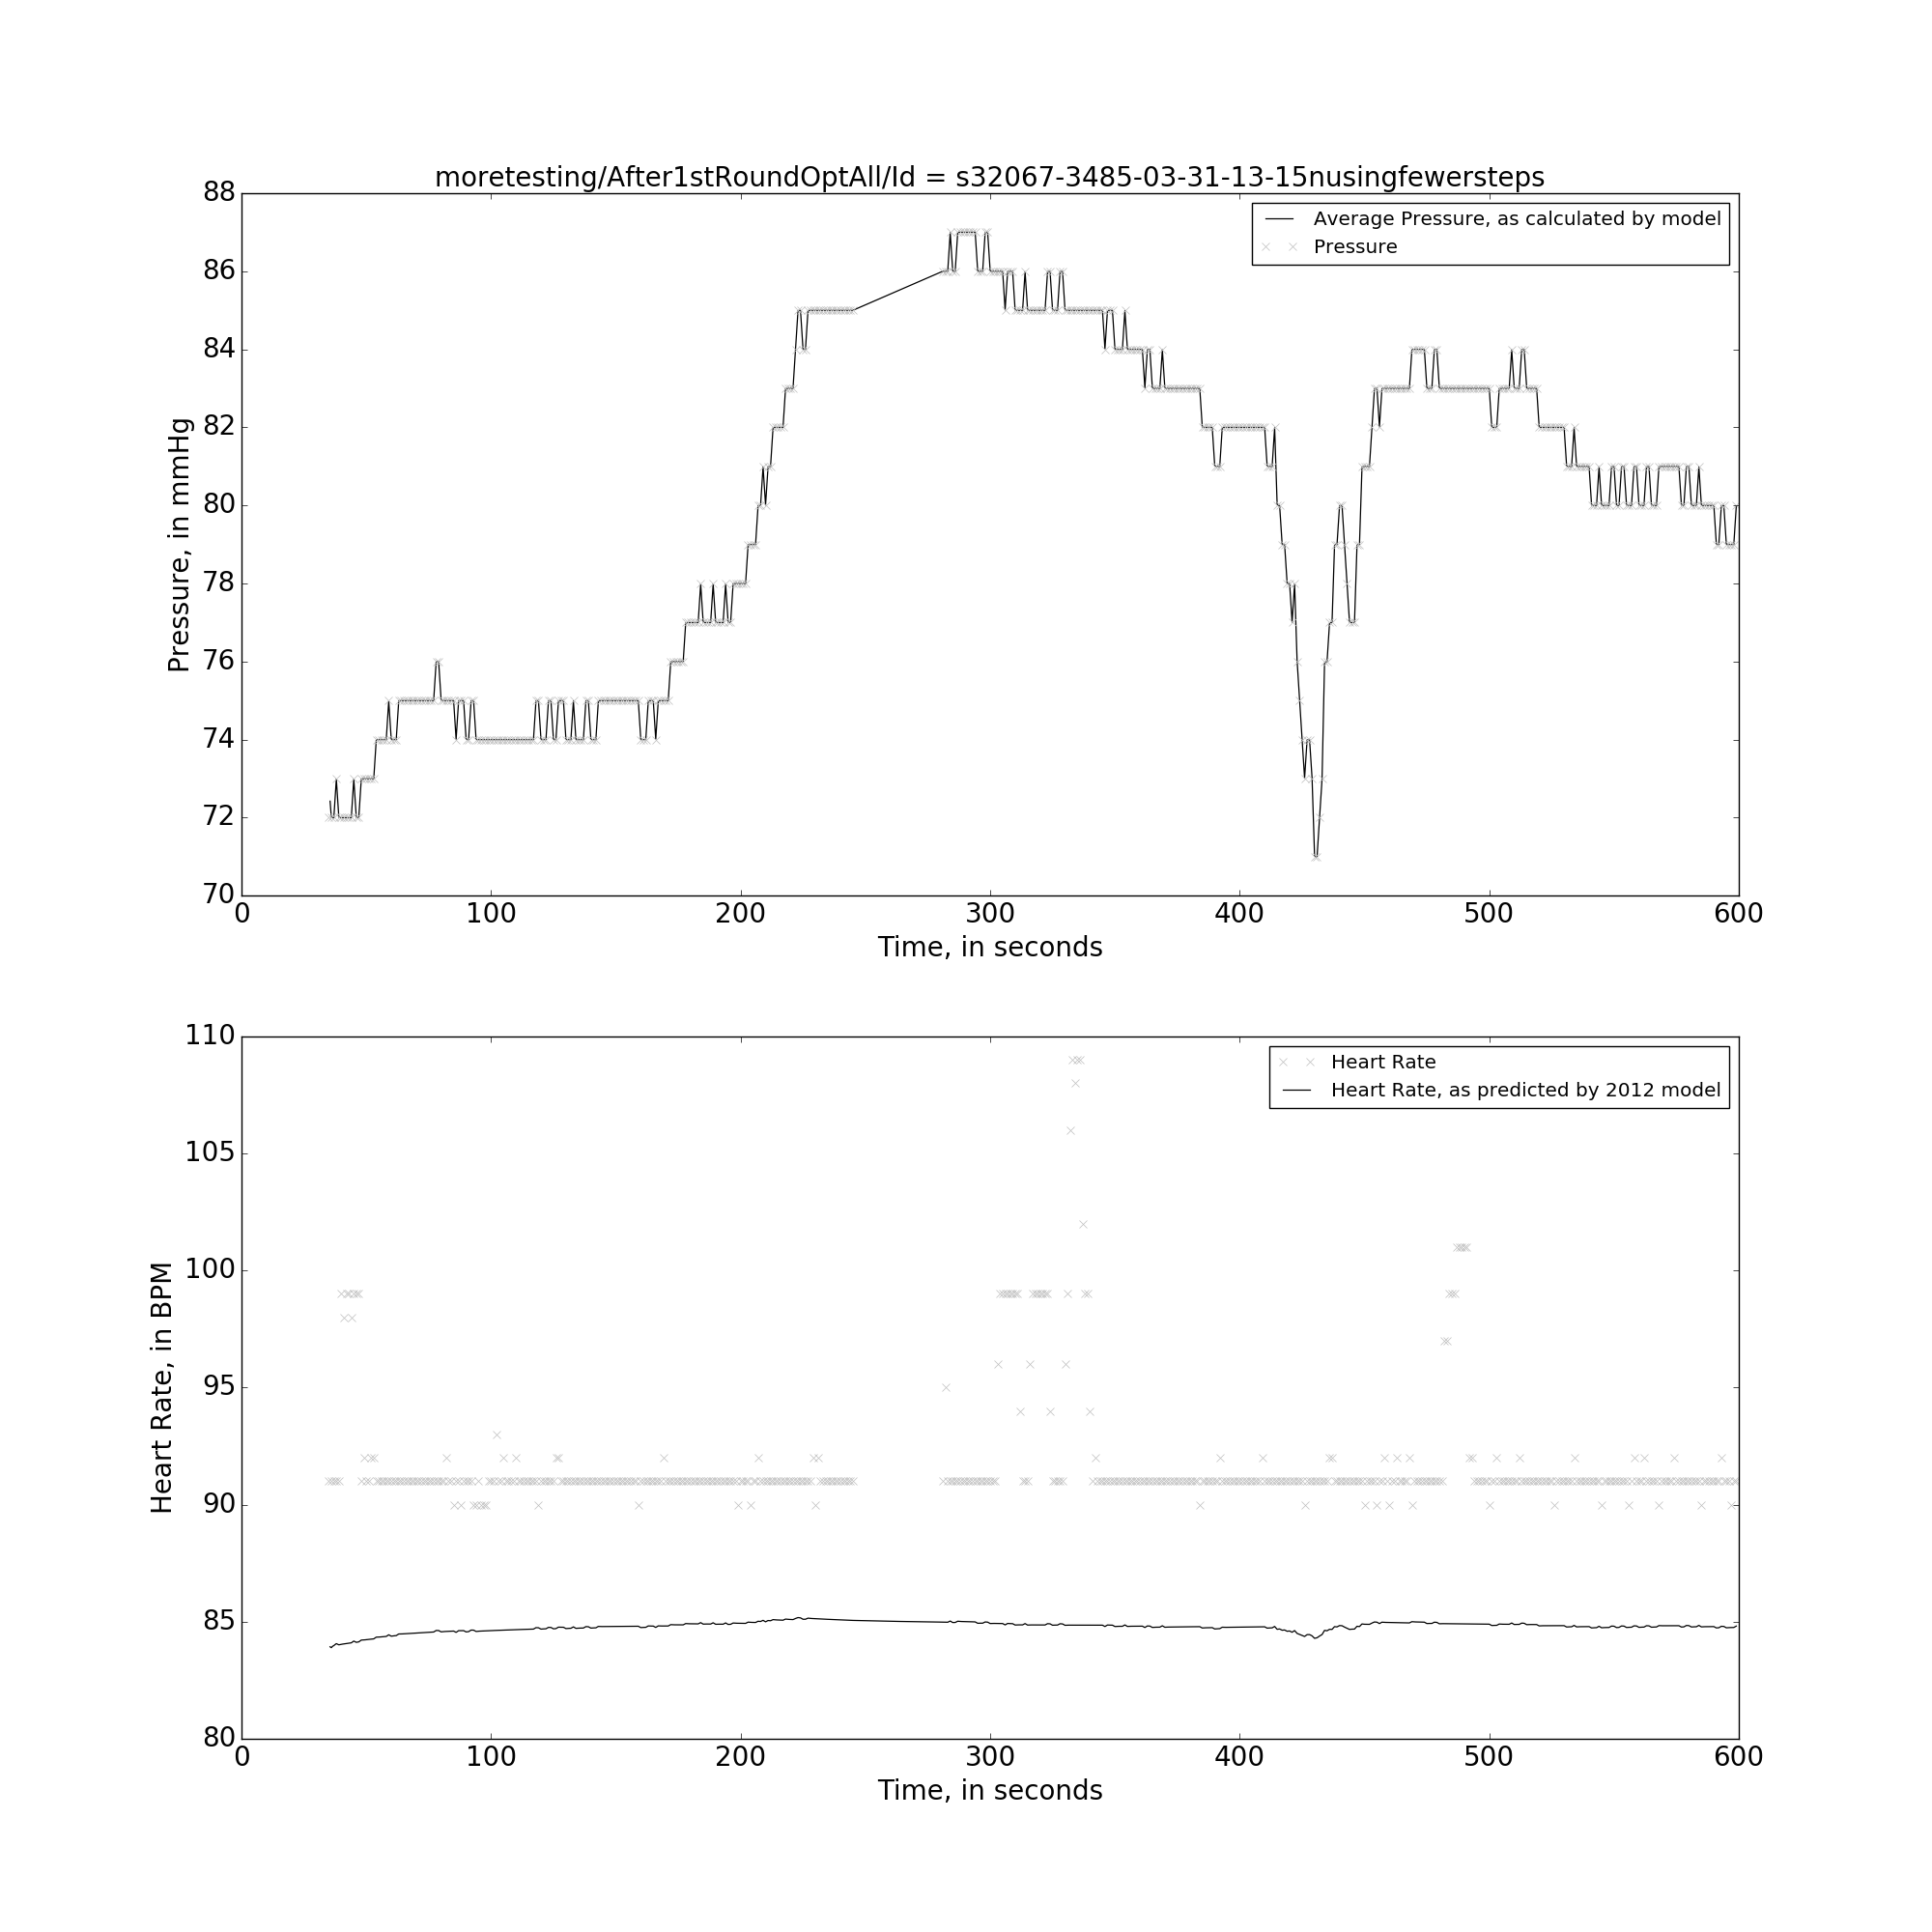 moretesting/After1stRoundOptAll/Id = s32067-3485-03-31-13-15nusingfewersteps
88
86
84
82
80
78
76
74
72
70
Pressure, in mmHg
Average Pressure, as calculated by model
Pressure
0 100 200 300 400 500 600
Time, in seconds
110
105
100
95
90
85
80
Heart Rate, in BPM
Heart Rate
Heart Rate, as predicted by 2012 model
0 100 200 300 400 500 600
Time, in seconds